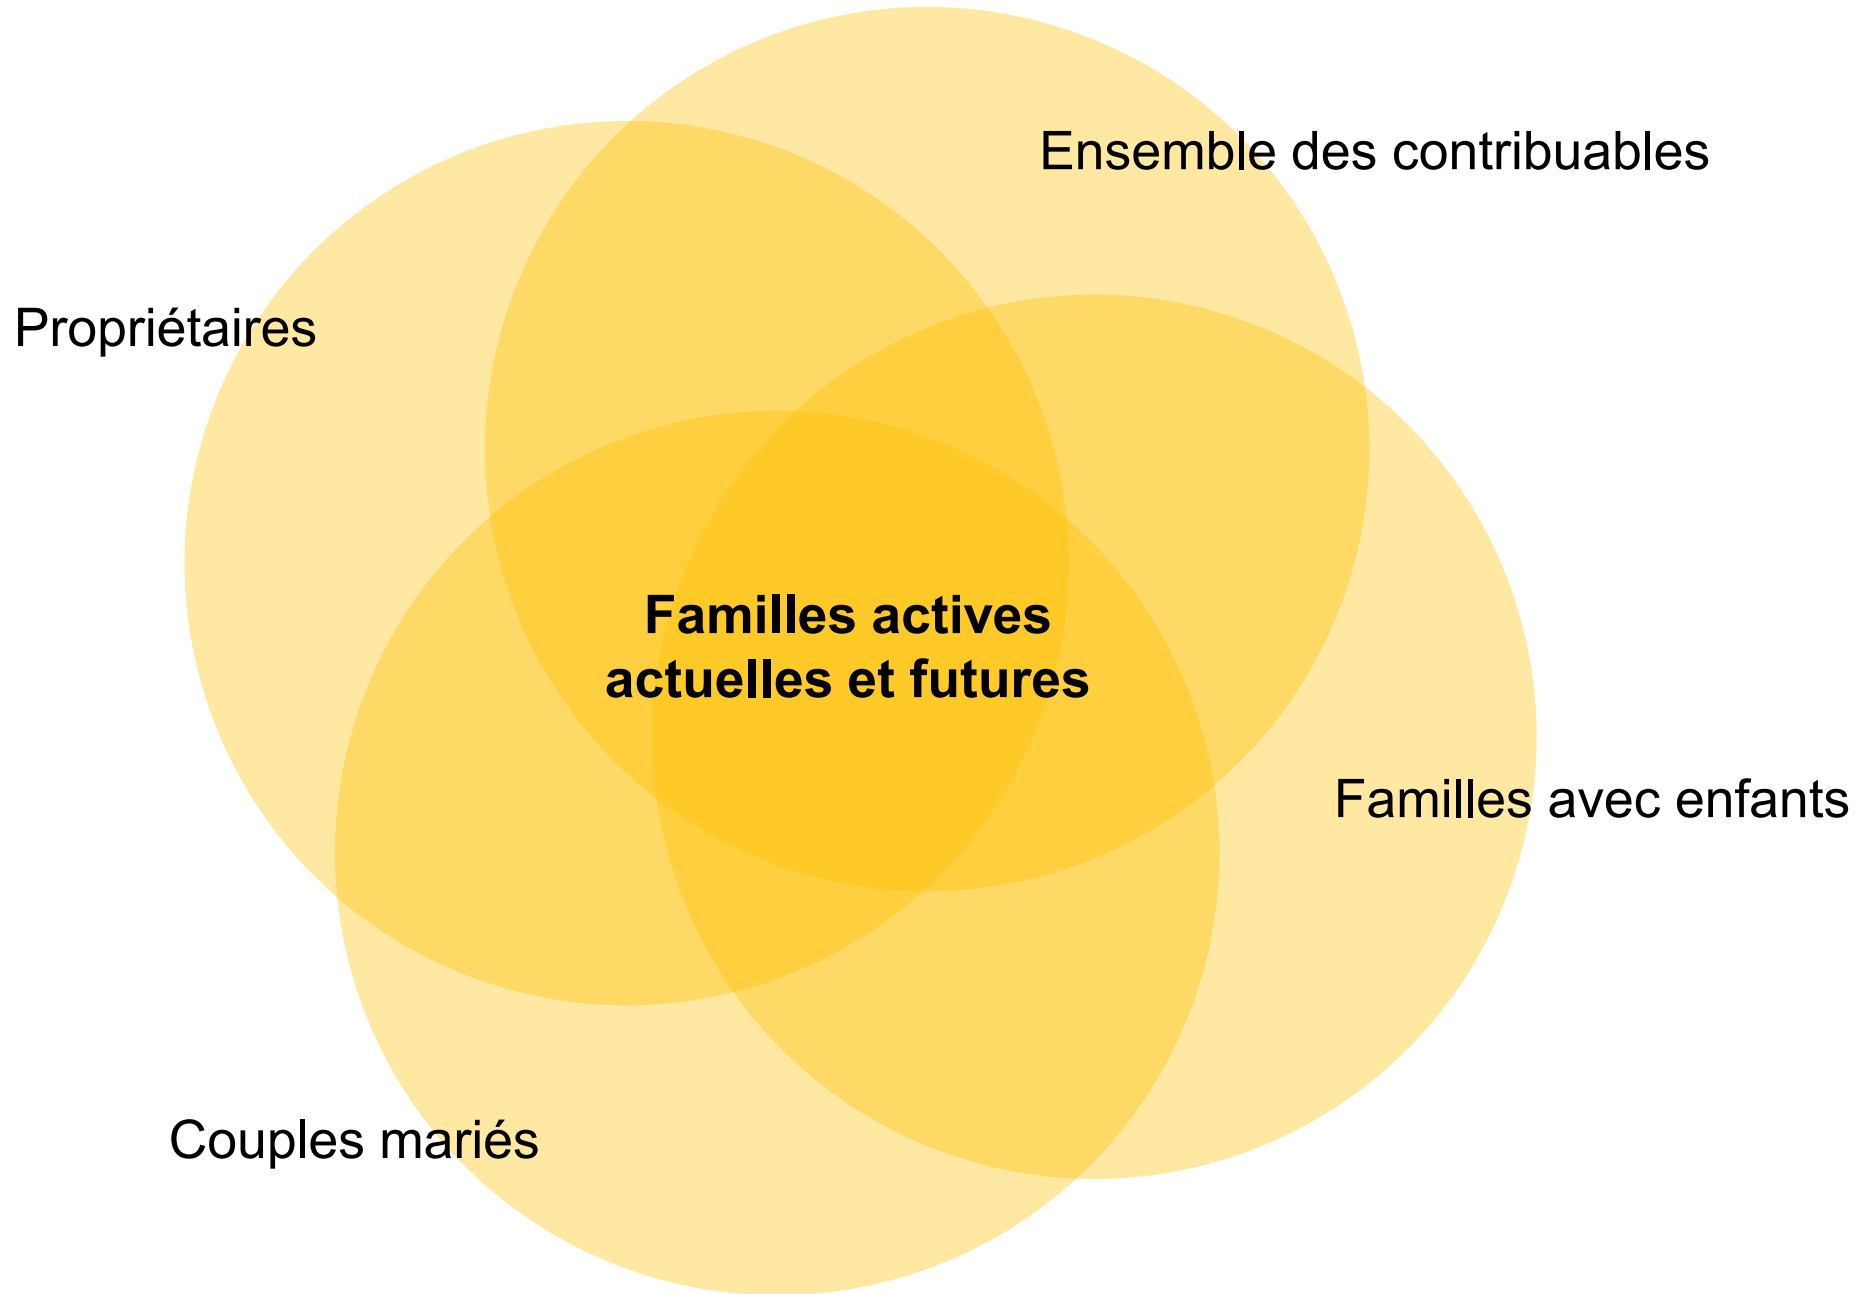 Ensemble des contribuables
Propriétaires
Familles actives
actuelles et futures
Familles avec enfants
Couples mariés